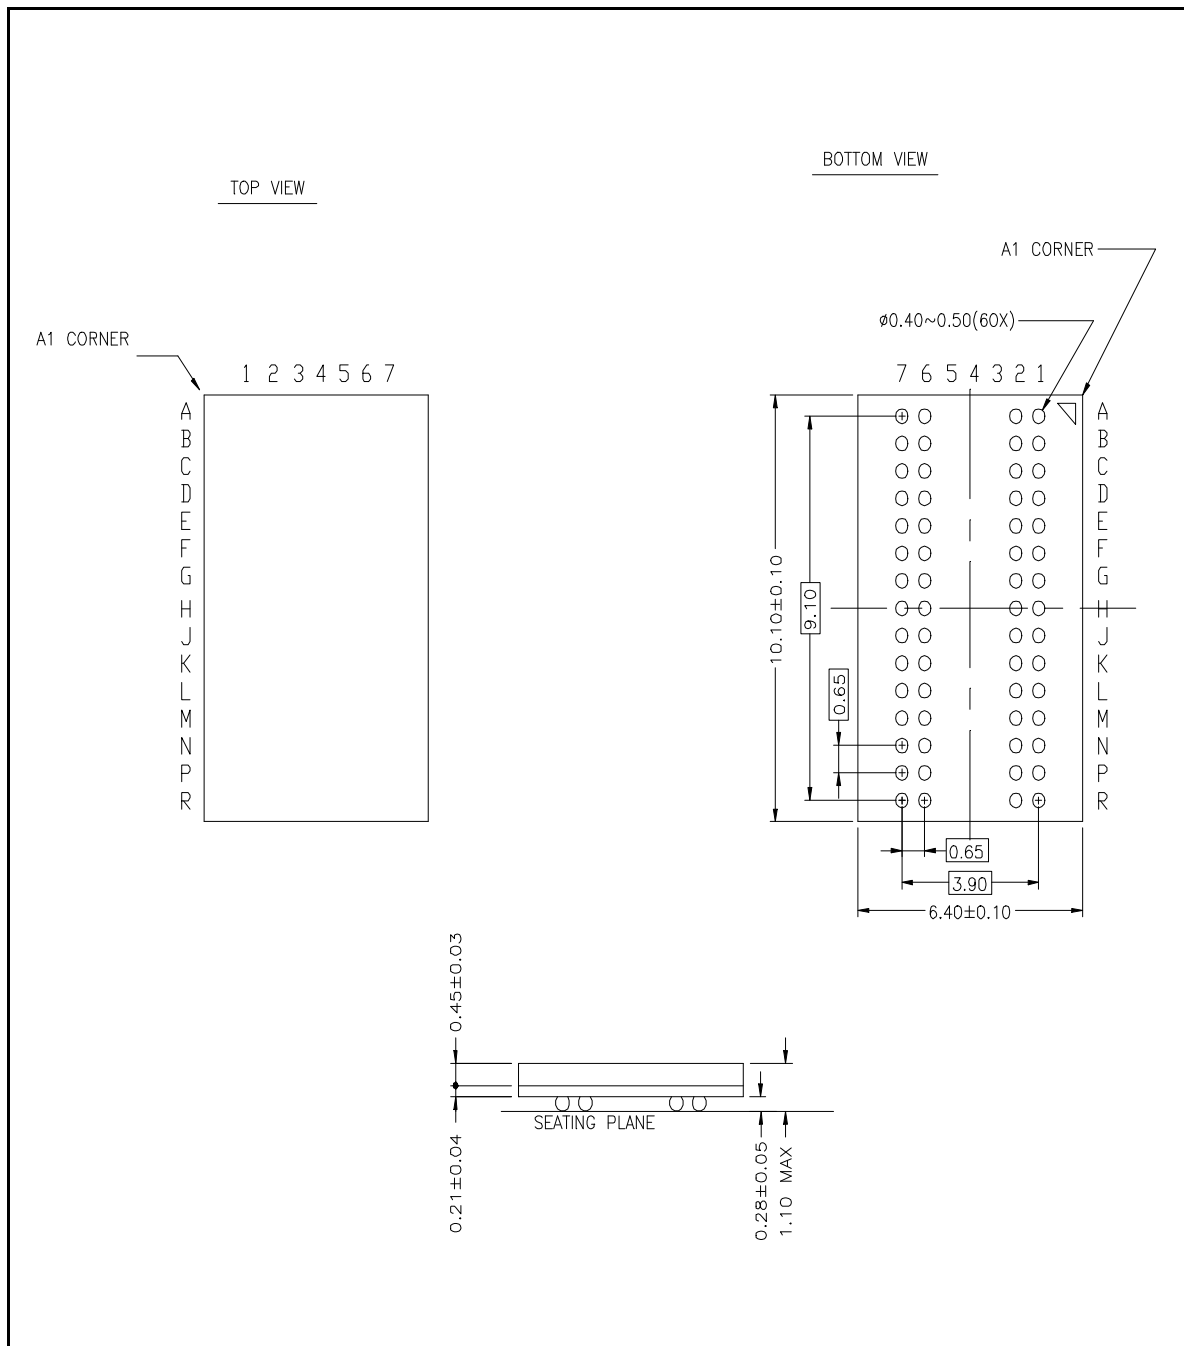 BOTTOM VIEW
TOP VIEW
A1 CORNER
⌀0.40~0.50(60X)
A1 CORNER
1 2 3 4 5 6 7
7 6 5 4 3 2 1
A
B
C
D
E
F
G
H
J
K
L
M
N
P
R
A
B
C
D
E
F
G
H
J
K
L
M
N
P
R
10.10±0.10
9.10
0.65
0.65
3.90
6.40±0.10
0.45±0.03
0.21±0.04
SEATING PLANE
0.28±0.05
1.10 MAX